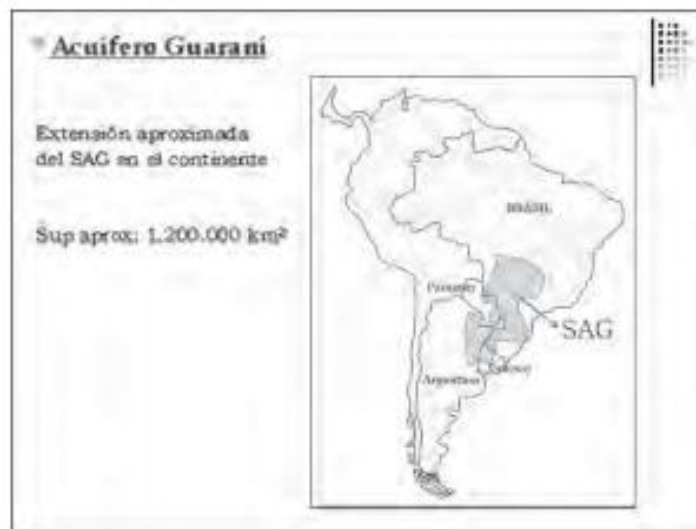 Acuífero Guaraní
Extensión aproximada
del SAG en el continente
Sup aprox: 1.200.000 km²
BRASIL
Paraguay
SAG
Uruguay
Argentina